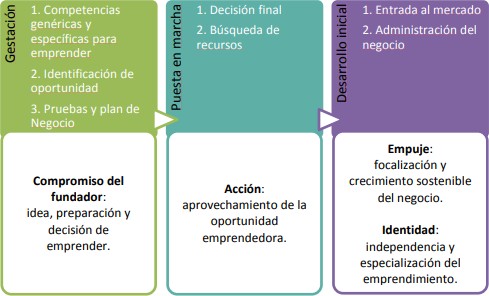 Gestación
1. Competencias
genéricas y
específicas para
emprender
2. Identificación de
oportunidad
3. Pruebas y plan de
Negocio
Compromiso del
fundador:
idea, preparación y
decisión de
emprender.
Puesta en marcha
1. Decisión final
2. Búsqueda de
recursos
Acción:
aprovechamiento de la
oportunidad
emprendedora.
Desarrollo inicial
1. Entrada al mercado
2. Administración del
negocio
Empuje:
focalización y
crecimiento sostenible
del negocio.
Identidad:
independencia y
especialización del
emprendimiento.